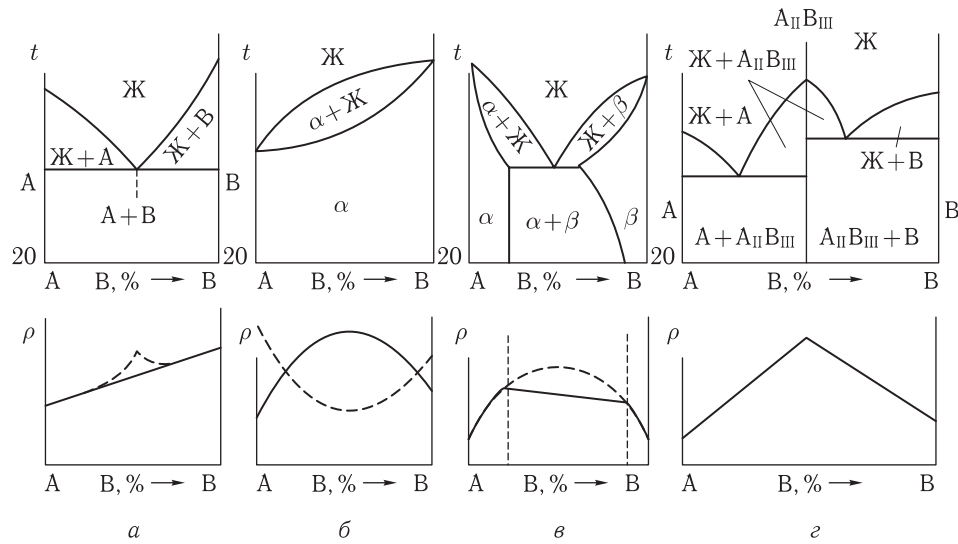 t
Ж
Ж + А
Ж + В
А
В
А + В
20
А В, % В
t
Ж
α + Ж
α
20
А В, % В
t
Ж
α + Ж
Ж + β
α
α + β
β
20
А В, % В
t
AIIBIII
Ж
Ж + AIIBIII
Ж + А
Ж + В
А
В
А + AIIBIII
AIIBIII + В
20
А В, % В
ρ
А В, % В
ρ
А В, % В
ρ
А В, % В
ρ
А В, % В
а б в г